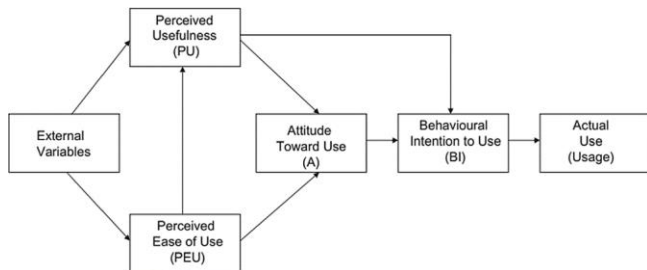 Perceived
Usefulness
(PU)
External
Variables
Attitude
Toward Use
(A)
Behavioural
Intention to Use
(BI)
Actual
Use
(Usage)
Perceived
Ease of Use
(PEU)